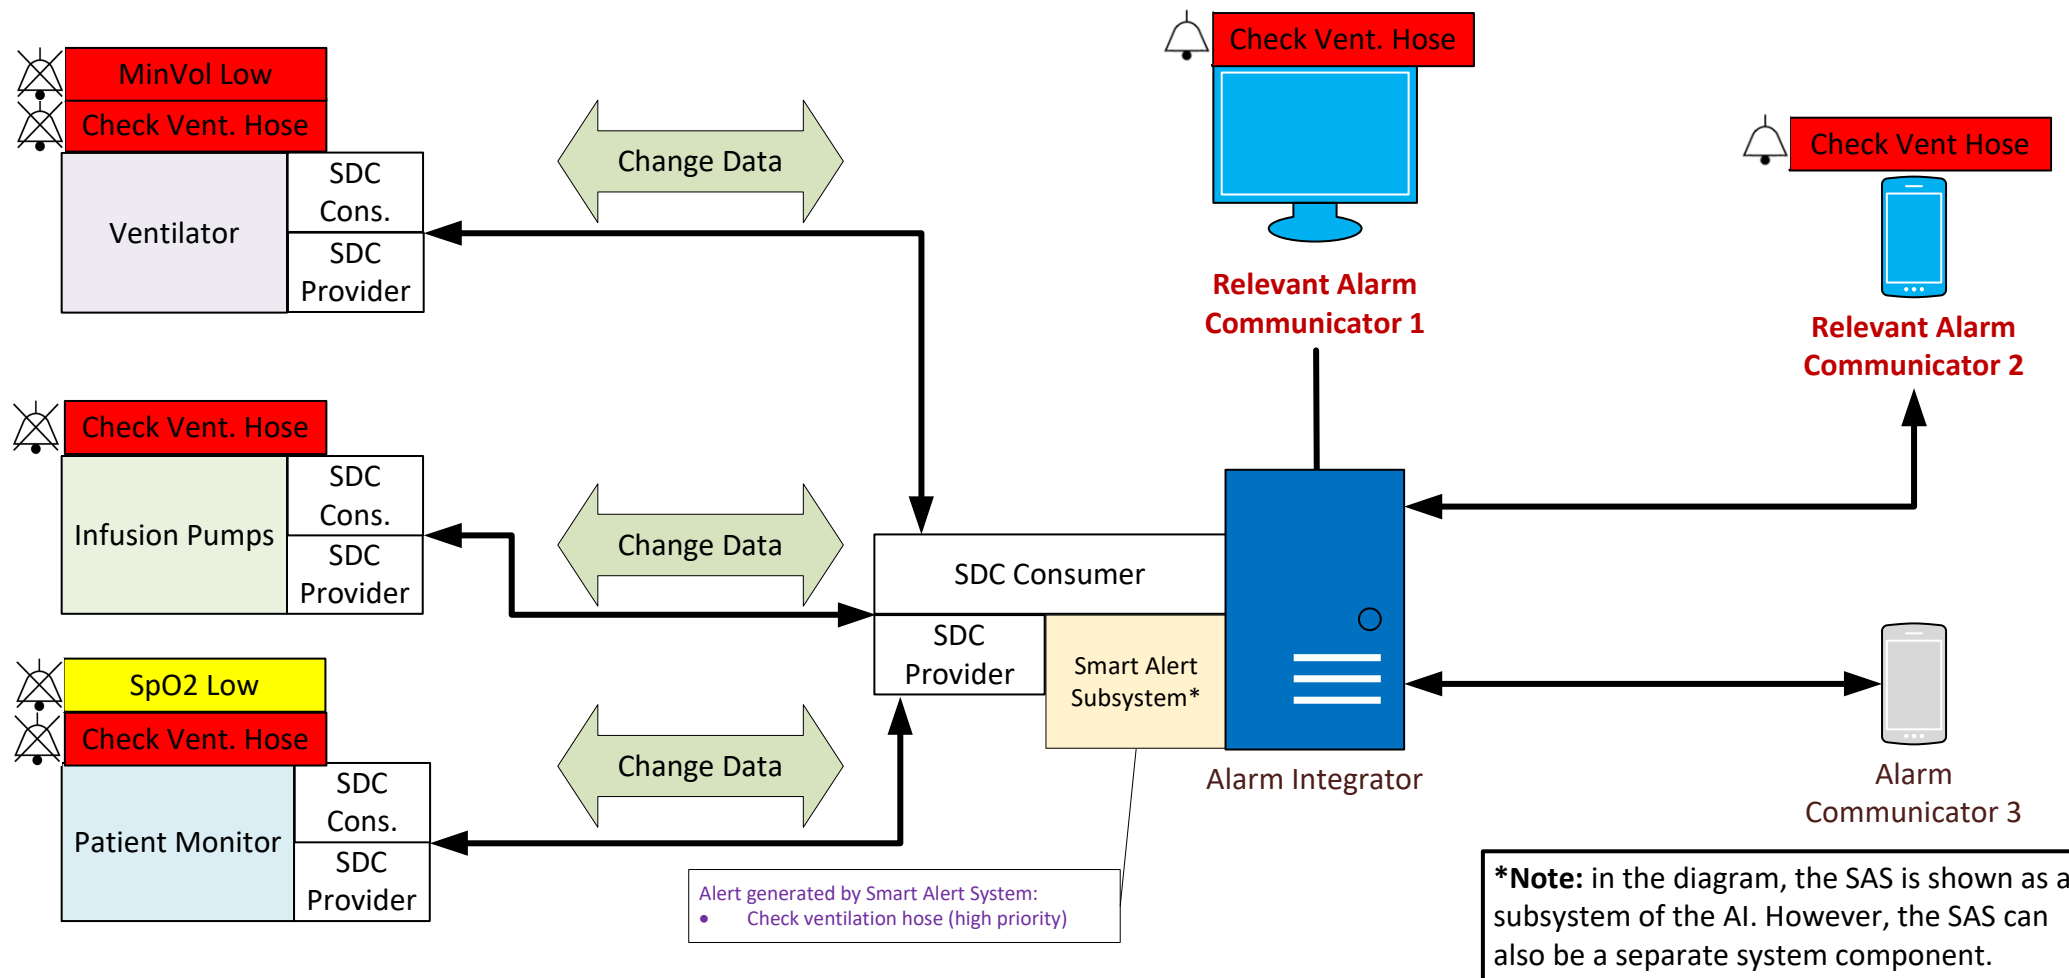 Check Vent. Hose
MinVol Low
Check Vent. Hose
Ventilator
SDC
Cons.
SDC
Provider
Change Data
Check Vent Hose
Relevant Alarm
Communicator 1
Relevant Alarm
Communicator 2
Check Vent. Hose
Infusion Pumps
SDC
Cons.
SDC
Provider
Change Data
SDC Consumer
SDC
Provider
Smart Alert
Subsystem*
Alarm Integrator
Alarm
Communicator 3
SpO2 Low
Check Vent. Hose
Patient Monitor
SDC
Cons.
SDC
Provider
Change Data
Alert generated by Smart Alert System:
• Check ventilation hose (high priority)
*Note: in the diagram, the SAS is shown as a
subsystem of the AI. However, the SAS can
also be a separate system component.